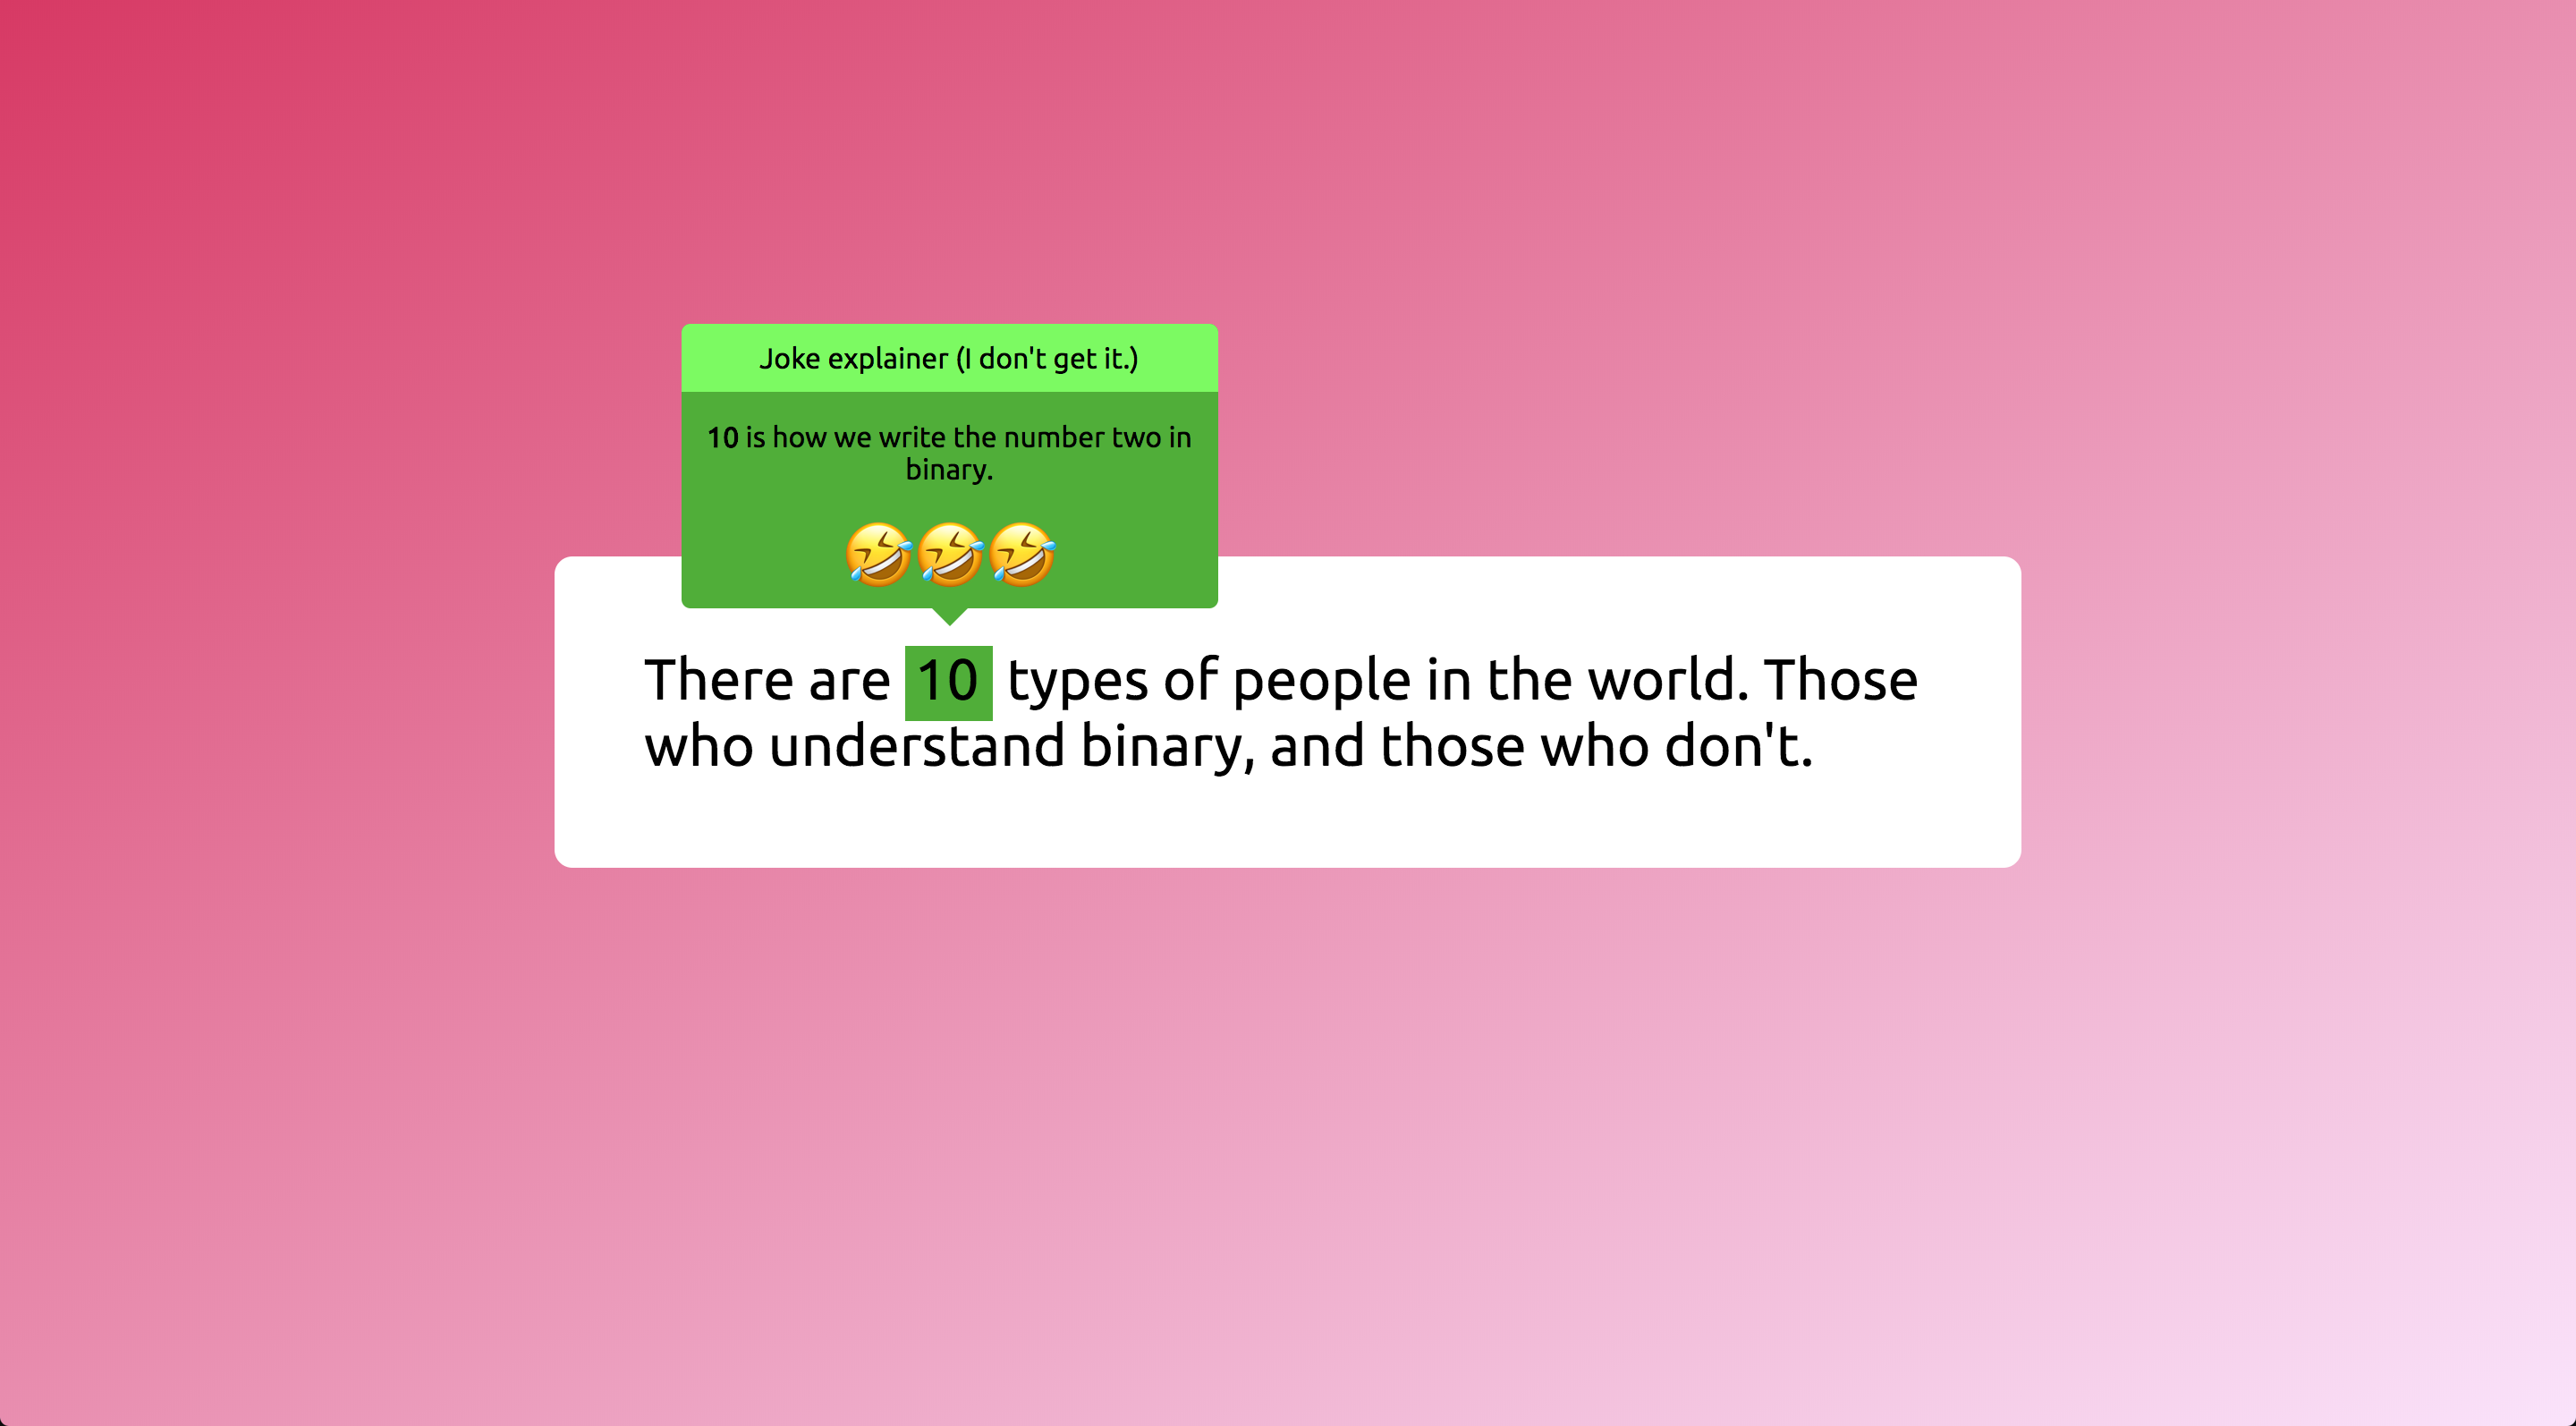 Joke explainer (I don't get it.)
10 is how we write the number two in
binary.
🤣🤣🤣
There are 10 types of people in the world. Those
who understand binary, and those who don't.